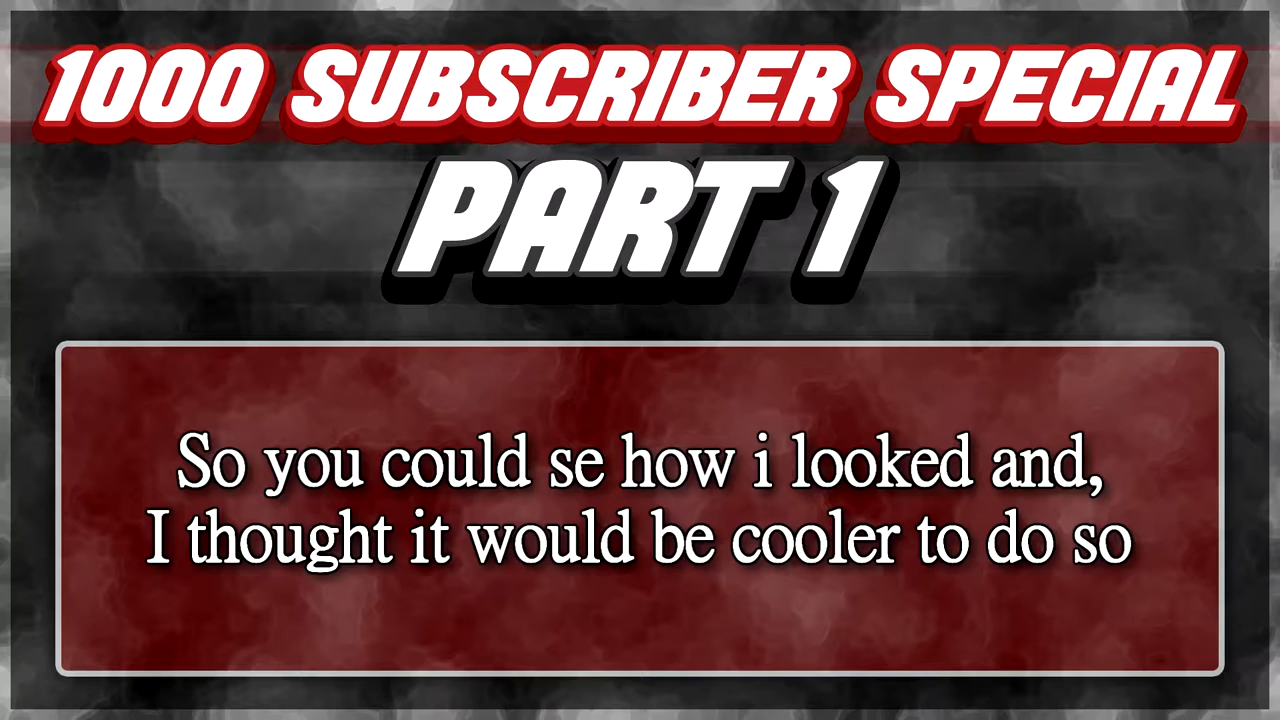 1000 SUBSCRIBER SPECIAL
PART 1
So you could se how i looked and,
I thought it would be cooler to do so